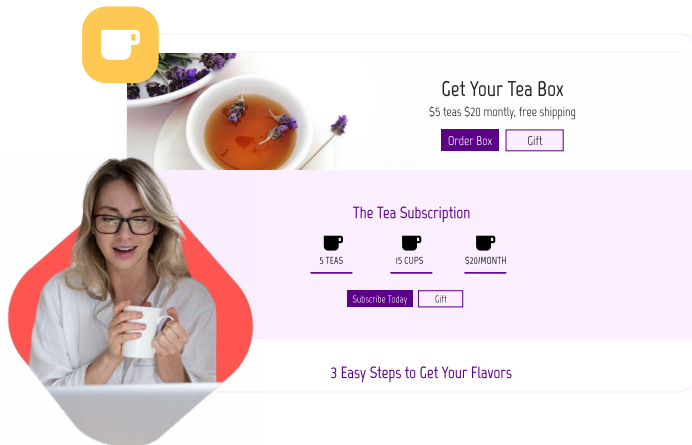 Get Your Tea Box
$5 teas $20 montly, free shipping
Order Box
Gift
The Tea Subscription
5 TEAS
15 CUPS
$20/MONTH
Subscribe Today
Gift
3 Easy Steps to Get Your Flavors